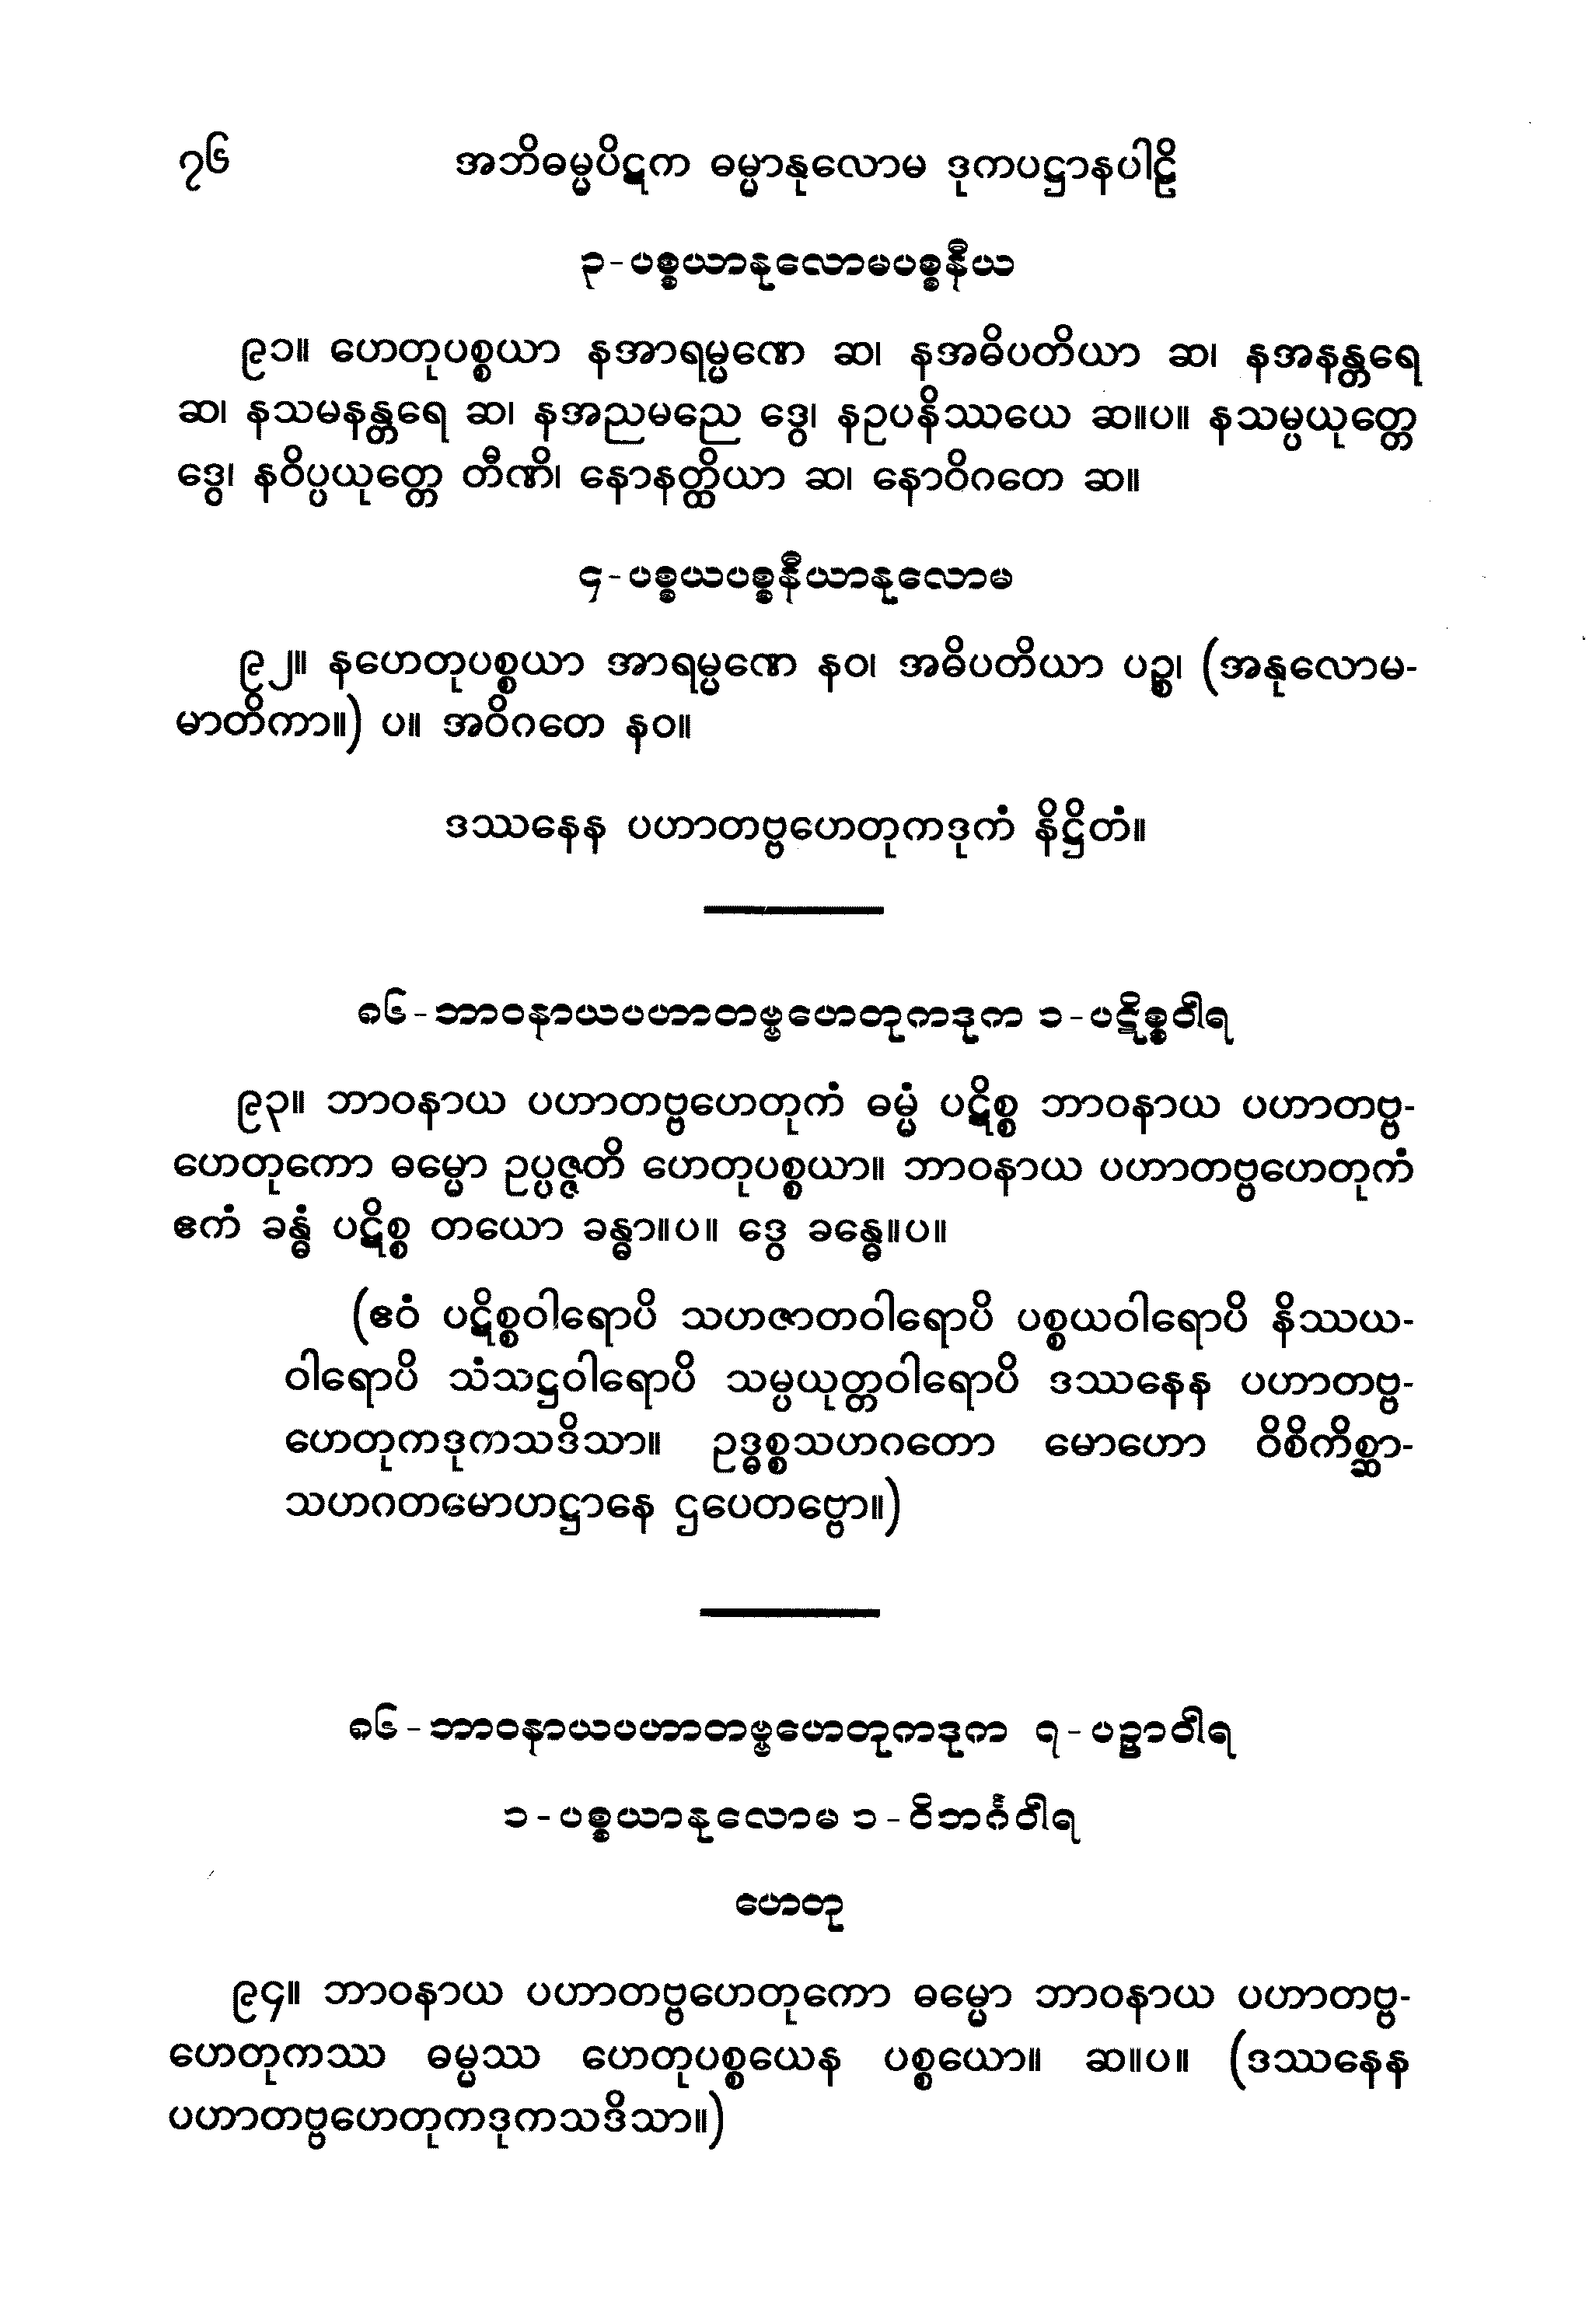 ၇၆ အဘိဓမ္မပိဋက ဓမ္မာနုလောမ ဒုကပဋ္ဌာနပါဠိ
၃-ပစ္စယာနုလောမပစ္စနီယ
၉၁။ ဟေတုပစ္စယာ နအာရမ္မဏေ ဆ၊ နအဓိပတိယာ ဆ၊ နအနန္တရေ
ဆ၊ နသမနန္တရေ ဆ၊ နအညမညေ ဒွေ၊ နဥပနိဿယေ ဆ။ပ။ နသမ္ပယုတ္တေ
ဒွေ၊ နဝိပ္ပယုတ္တေ တီဏိ၊ နောနတ္ထိယာ ဆ၊ နောဝိဂတေ ဆ။
၄-ပစ္စယပစ္စနီယာနုလောမ
၉၂။ နဟေတုပစ္စယာ အာရမ္မဏေ နဝ၊ အဓိပတိယာ ပဉ္စ၊ (အနုလောမ-
မာတိကာ။) ပ။ အဝိဂတေ နဝ။
ဒဿနေန ပဟာတဗ္ဗဟေတုကဒုကံ နိဋ္ဌိတံ။
၈၆-ဘာဝနာယပဟာတဗ္ဗဟေတုကဒုက ၁-ပဋိစ္စဝါရ
၉၃။ ဘာဝနာယ ပဟာတဗ္ဗဟေတုကံ ဓမ္မံ ပဋိစ္စ ဘာဝနာယ ပဟာတဗ္ဗ-
ဟေတုကော ဓမ္မော ဥပ္ပဇ္ဇတိ ဟေတုပစ္စယာ။ ဘာဝနာယ ပဟာတဗ္ဗဟေတုကံ
ဧကံ ခန္ဓံ ပဋိစ္စ တယော ခန္ဓာ။ပ။ ဒွေ ခန္ဓေ။ပ။
(ဧဝံ ပဋိစ္စဝါရောပိ သဟဇာတဝါရောပိ ပစ္စယဝါရောပိ နိဿယ-
ဝါရောပိ သံသဋ္ဌဝါရောပိ သမ္ပယုတ္တဝါရောပိ ဒဿနေန ပဟာတဗ္ဗ-
ဟေတုကဒုကသဒိသာ။ ဥဒ္ဓစ္စသဟဂတော မောဟော ဝိစိကိစ္ဆာ-
သဟဂတမောဟဋ္ဌာနေ ဌပေတဗ္ဗော။)
၈၆-ဘာဝနာယပဟာတဗ္ဗဟေတုကဒုက ၇-ပဉှာဝါရ
၁-ပစ္စယာနုလောမ ၁-ဝိဘင်္ဂဝါရ
ဟေတု
၉၄။ ဘာဝနာယ ပဟာတဗ္ဗဟေတုကော ဓမ္မော ဘာဝနာယ ပဟာတဗ္ဗ-
ဟေတုကဿ ဓမ္မဿ ဟေတုပစ္စယေန ပစ္စယော။ ဆ။ပ။ (ဒဿနေန
ပဟာတဗ္ဗဟေတုကဒုကသဒိသာ။)